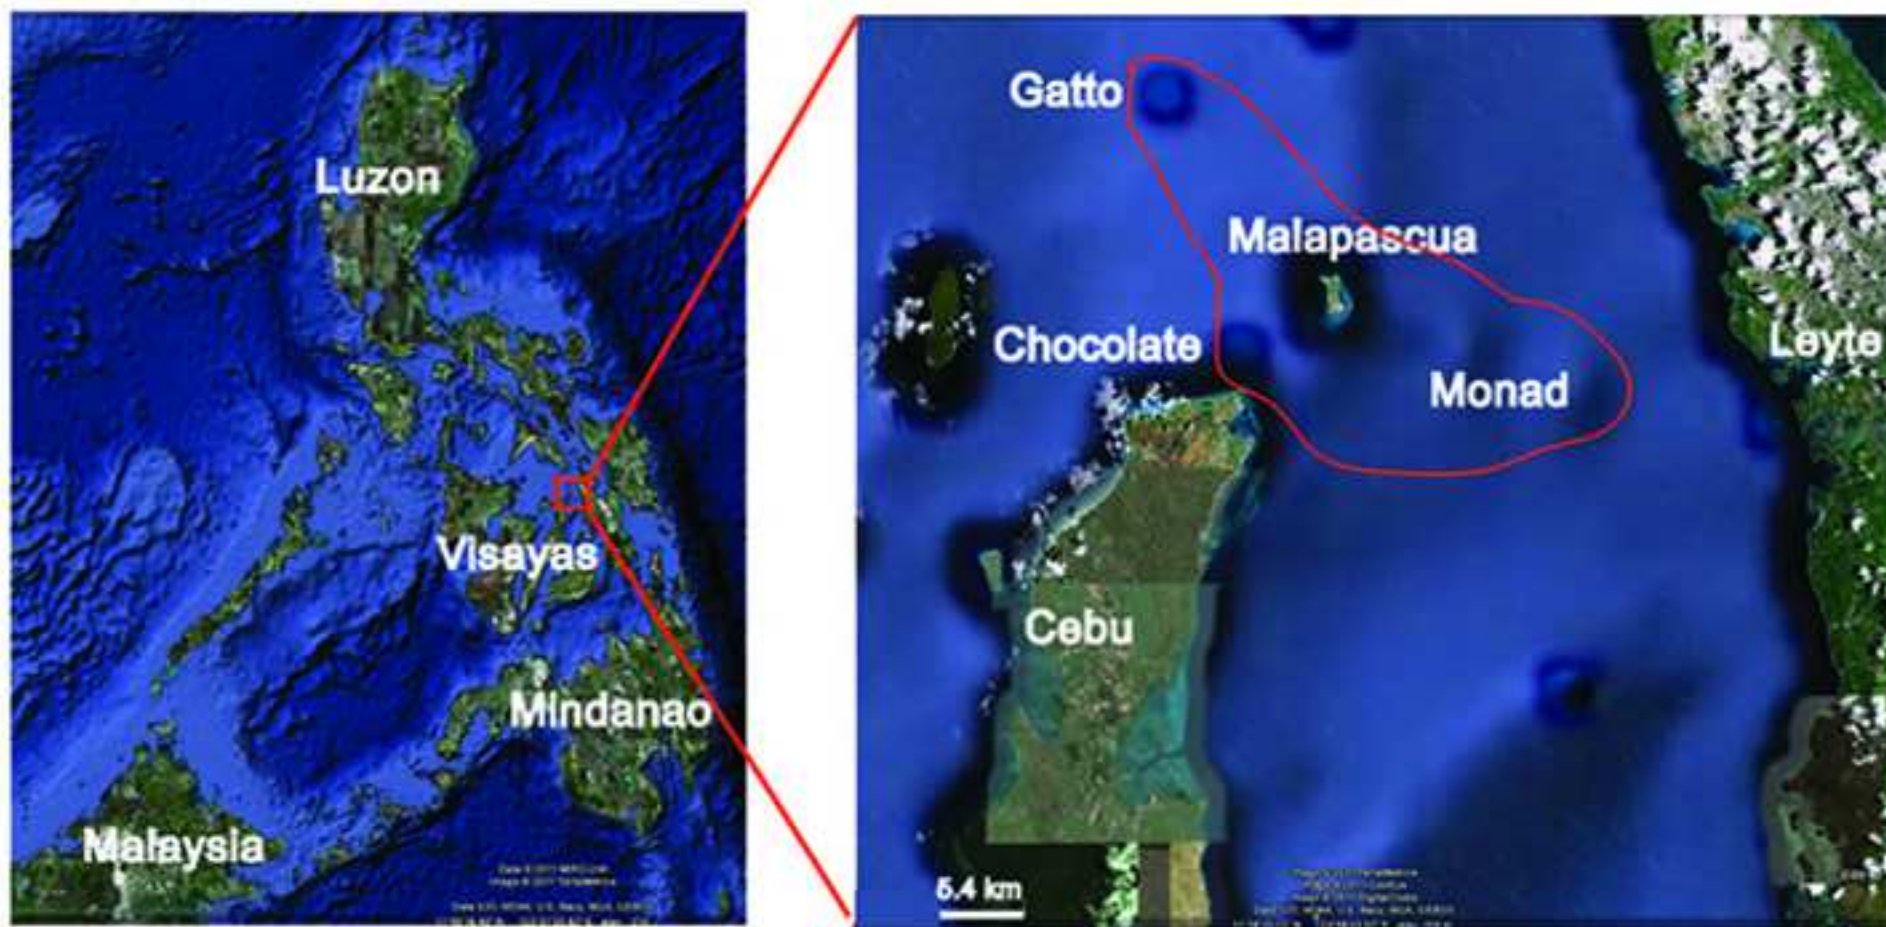 Luzon
Visayas
Mindanao
Malaysia
Gatto
Malapascua
Chocolate
Monad
Leyte
Cebu
5.4 km